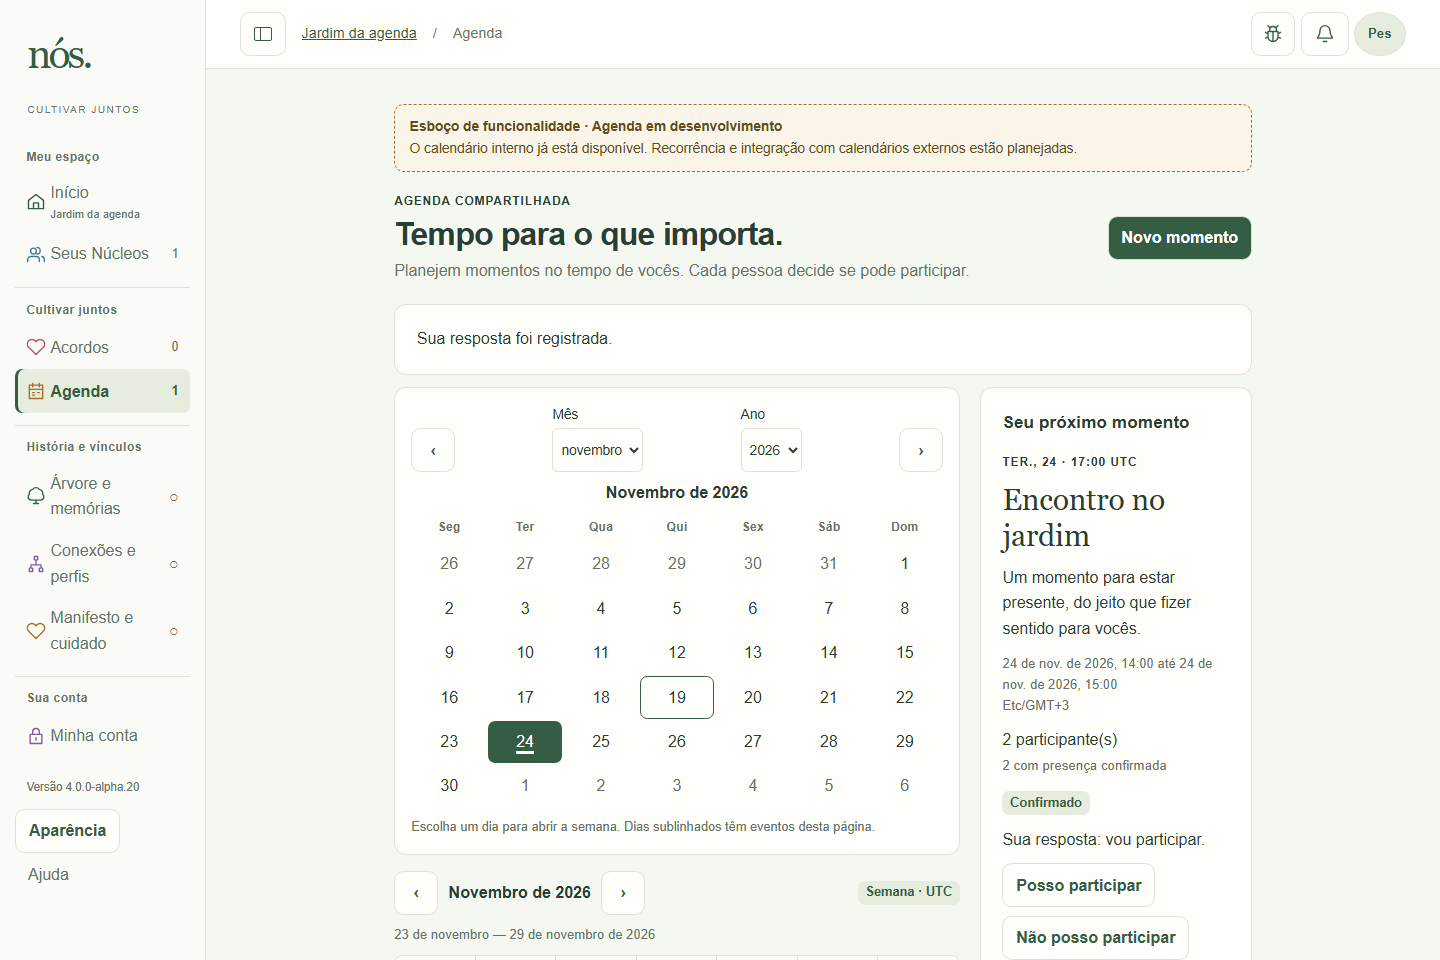 nós.
CULTIVAR JUNTOS
Meu espaço
Início
Jardim da agenda
Seus Núcleos 1
Cultivar juntos
Acordos 0
Agenda 1
História e vínculos
Árvore e
memórias
Conexões e
perfis
Manifesto e
cuidado
Sua conta
Minha conta
Versão 4.0.0-alpha.20
Aparência
Ajuda
Jardim da agenda / Agenda
Pes
Esboço de funcionalidade · Agenda em desenvolvimento
O calendário interno já está disponível. Recorrência e integração com calendários externos estão planejadas.
AGENDA COMPARTILHADA
Tempo para o que importa.
Novo momento
Planejem momentos no tempo de vocês. Cada pessoa decide se pode participar.
Sua resposta foi registrada.
Mês Ano
‹ novembro 2026 ›
Novembro de 2026
Seg Ter Qua Qui Sex Sáb Dom
26 27 28 29 30 31 1
2 3 4 5 6 7 8
9 10 11 12 13 14 15
16 17 18 19 20 21 22
23 24 25 26 27 28 29
30 1 2 3 4 5 6
Escolha um dia para abrir a semana. Dias sublinhados têm eventos desta página.
‹ Novembro de 2026 › Semana · UTC
23 de novembro — 29 de novembro de 2026
Seu próximo momento
TER., 24 · 17:00 UTC
Encontro no
jardim
Um momento para estar
presente, do jeito que fizer
sentido para vocês.
24 de nov. de 2026, 14:00 até 24 de
nov. de 2026, 15:00
Etc/GMT+3
2 participante(s)
2 com presença confirmada
Confirmado
Sua resposta: vou participar.
Posso participar
Não posso participar